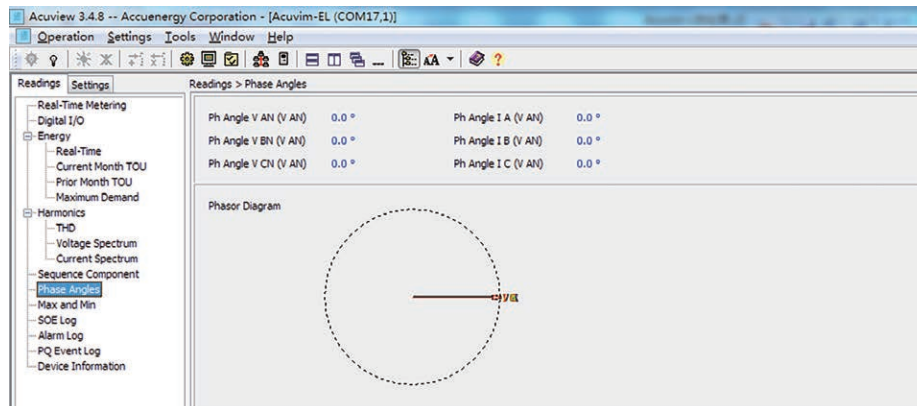 Acuview 3.4.8 -- Accuenergy Corporation - [Acuvim-EL (COM17,1)]
Operation Settings Tools Window Help
Readings Settings
Readings > Phase Angles
Real-Time Metering
Digital I/O
Energy
Real-Time
Current Month TOU
Prior Month TOU
Maximum Demand
Harmonics
THD
Voltage Spectrum
Current Spectrum
Sequence Component
Phase Angles
Max and Min
SOE Log
Alarm Log
PQ Event Log
Device Information
Ph Angle V AN (V AN) 0.0 ° Ph Angle I A (V AN) 0.0 °
Ph Angle V BN (V AN) 0.0 ° Ph Angle I B (V AN) 0.0 °
Ph Angle V CN (V AN) 0.0 ° Ph Angle I C (V AN) 0.0 °
Phasor Diagram